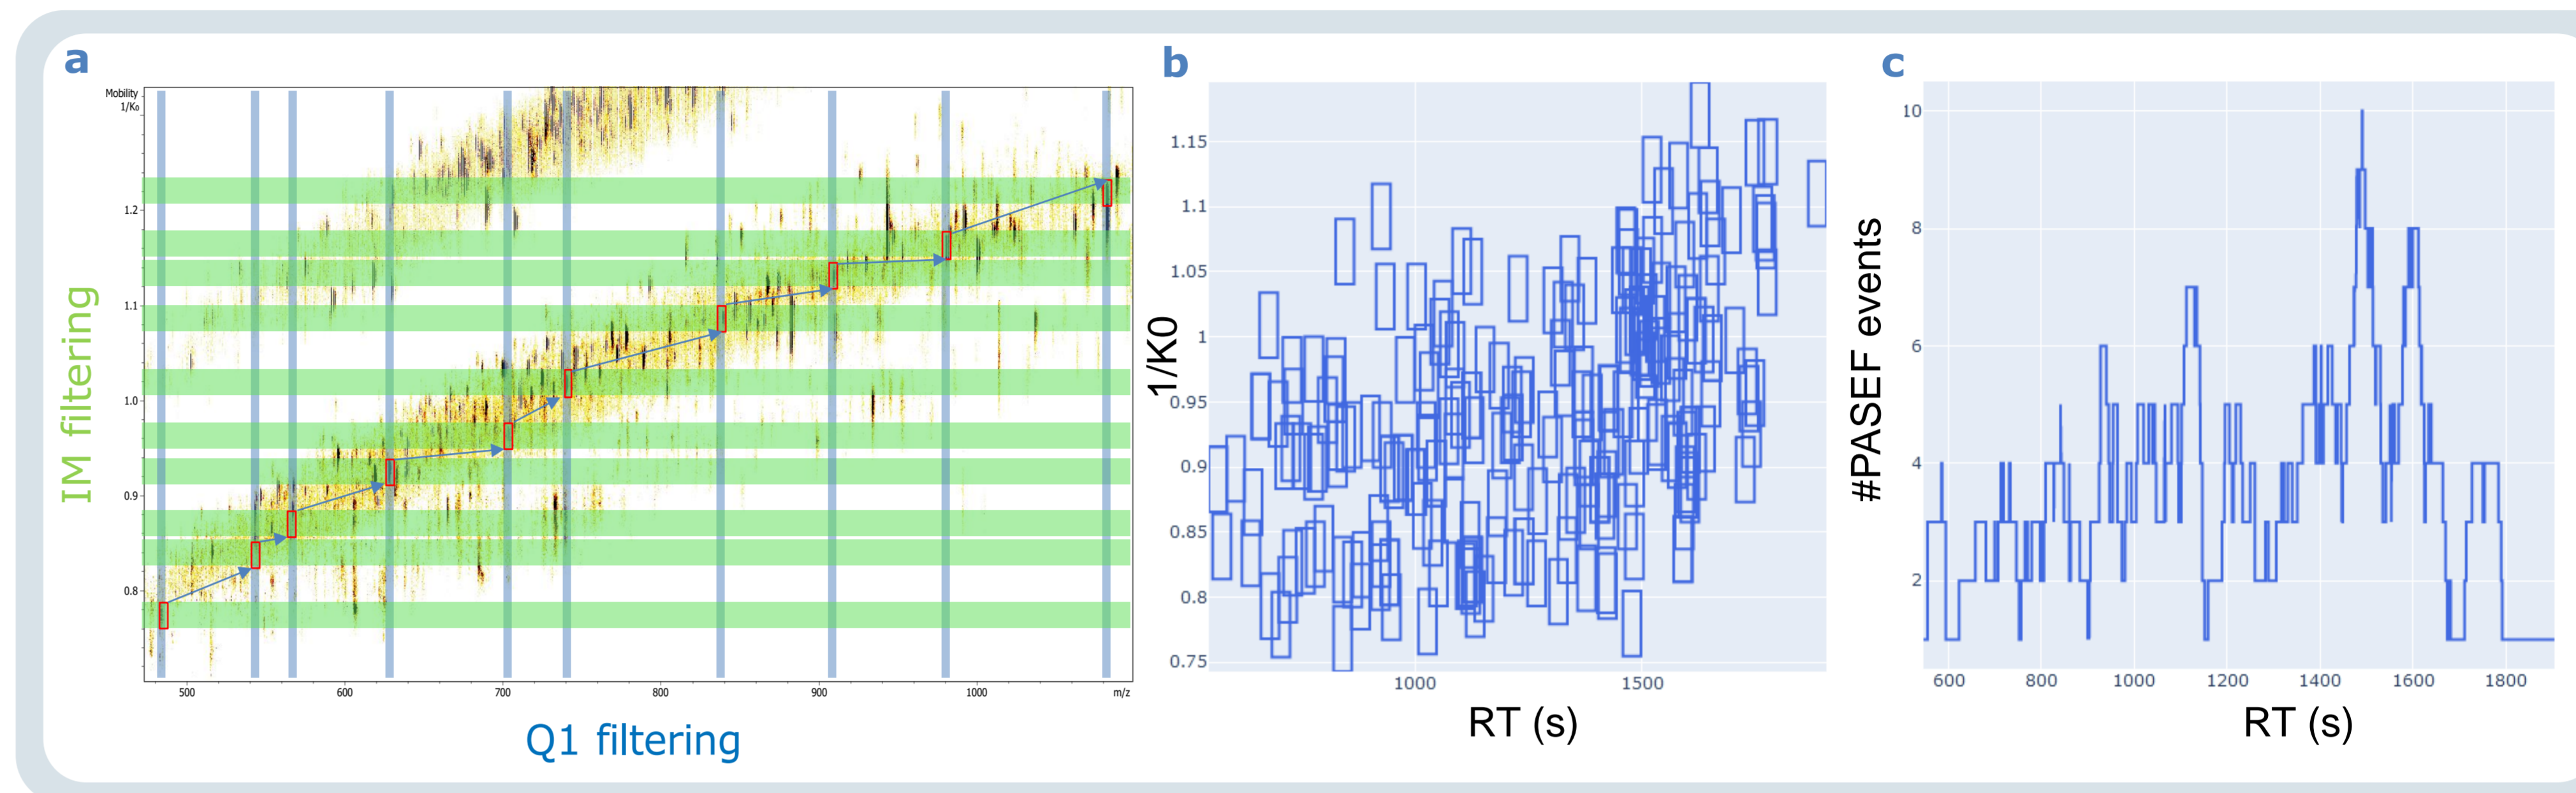 a
Mobility
1/K₀
1.2
1.1
1.0
0.9
0.8
500 600 700 800 900 1000 m/z
IM filtering
Q1 filtering
b
1.15
1.1
1.05
1
0.95
0.9
0.85
0.8
0.75
1000 1500
1/K0
RT (s)
c
10
8
6
4
2
600 800 1000 1200 1400 1600 1800
#PASEF events
RT (s)